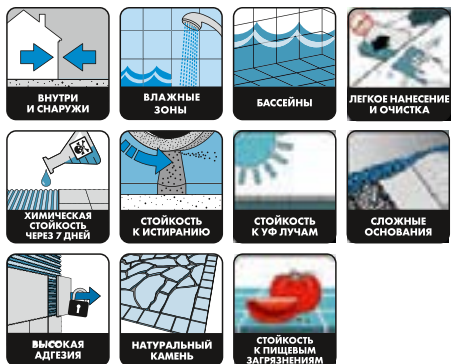 ВНУТРИ
И СНАРУЖИ
ВЛАЖНЫЕ
ЗОНЫ
БАССЕЙНЫ
ЛЕГКОЕ НАНЕСЕНИЕ
И ОЧИСТКА
ХИМИЧЕСКАЯ
СТОЙКОСТЬ
ЧЕРЕЗ 7 ДНЕЙ
СТОЙКОСТЬ
К ИСТИРАНИЮ
СТОЙКОСТЬ
К УФ ЛУЧАМ
СЛОЖНЫЕ
ОСНОВАНИЯ
ВЫСОКАЯ
АДГЕЗИЯ
НАТУРАЛЬНЫЙ
КАМЕНЬ
СТОЙКОСТЬ
К ПИЩЕВЫМ
ЗАГРЯЗНЕНИЯМ